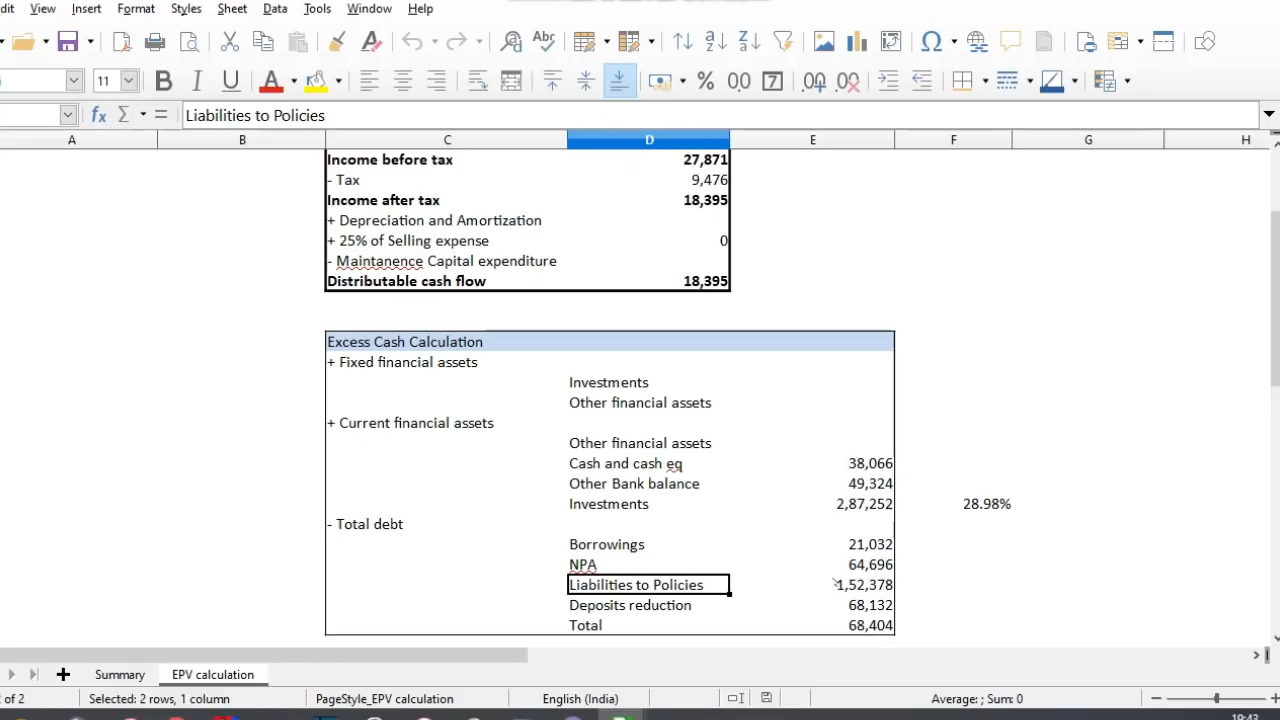 dit View Insert Format Styles Sheet Data Tools Window Help
11
Liabilities to Policies
A B C D E F G H
Income before tax 27,871
- Tax 9,476
Income after tax 18,395
+ Depreciation and Amortization
+ 25% of Selling expense 0
- Maintanence Capital expenditure
Distributable cash flow 18,395
Excess Cash Calculation
+ Fixed financial assets
Investments
Other financial assets
+ Current financial assets
Other financial assets
Cash and cash eq 38,066
Other Bank balance 49,324
Investments 2,87,252 28.98%
- Total debt
Borrowings 21,032
NPA 64,696
Liabilities to Policies 1,52,378
Deposits reduction 68,132
Total 68,404
Summary EPV calculation
of 2 Selected: 2 rows, 1 column PageStyle_EPV calculation English (India) Average: ; Sum: 0
19:43